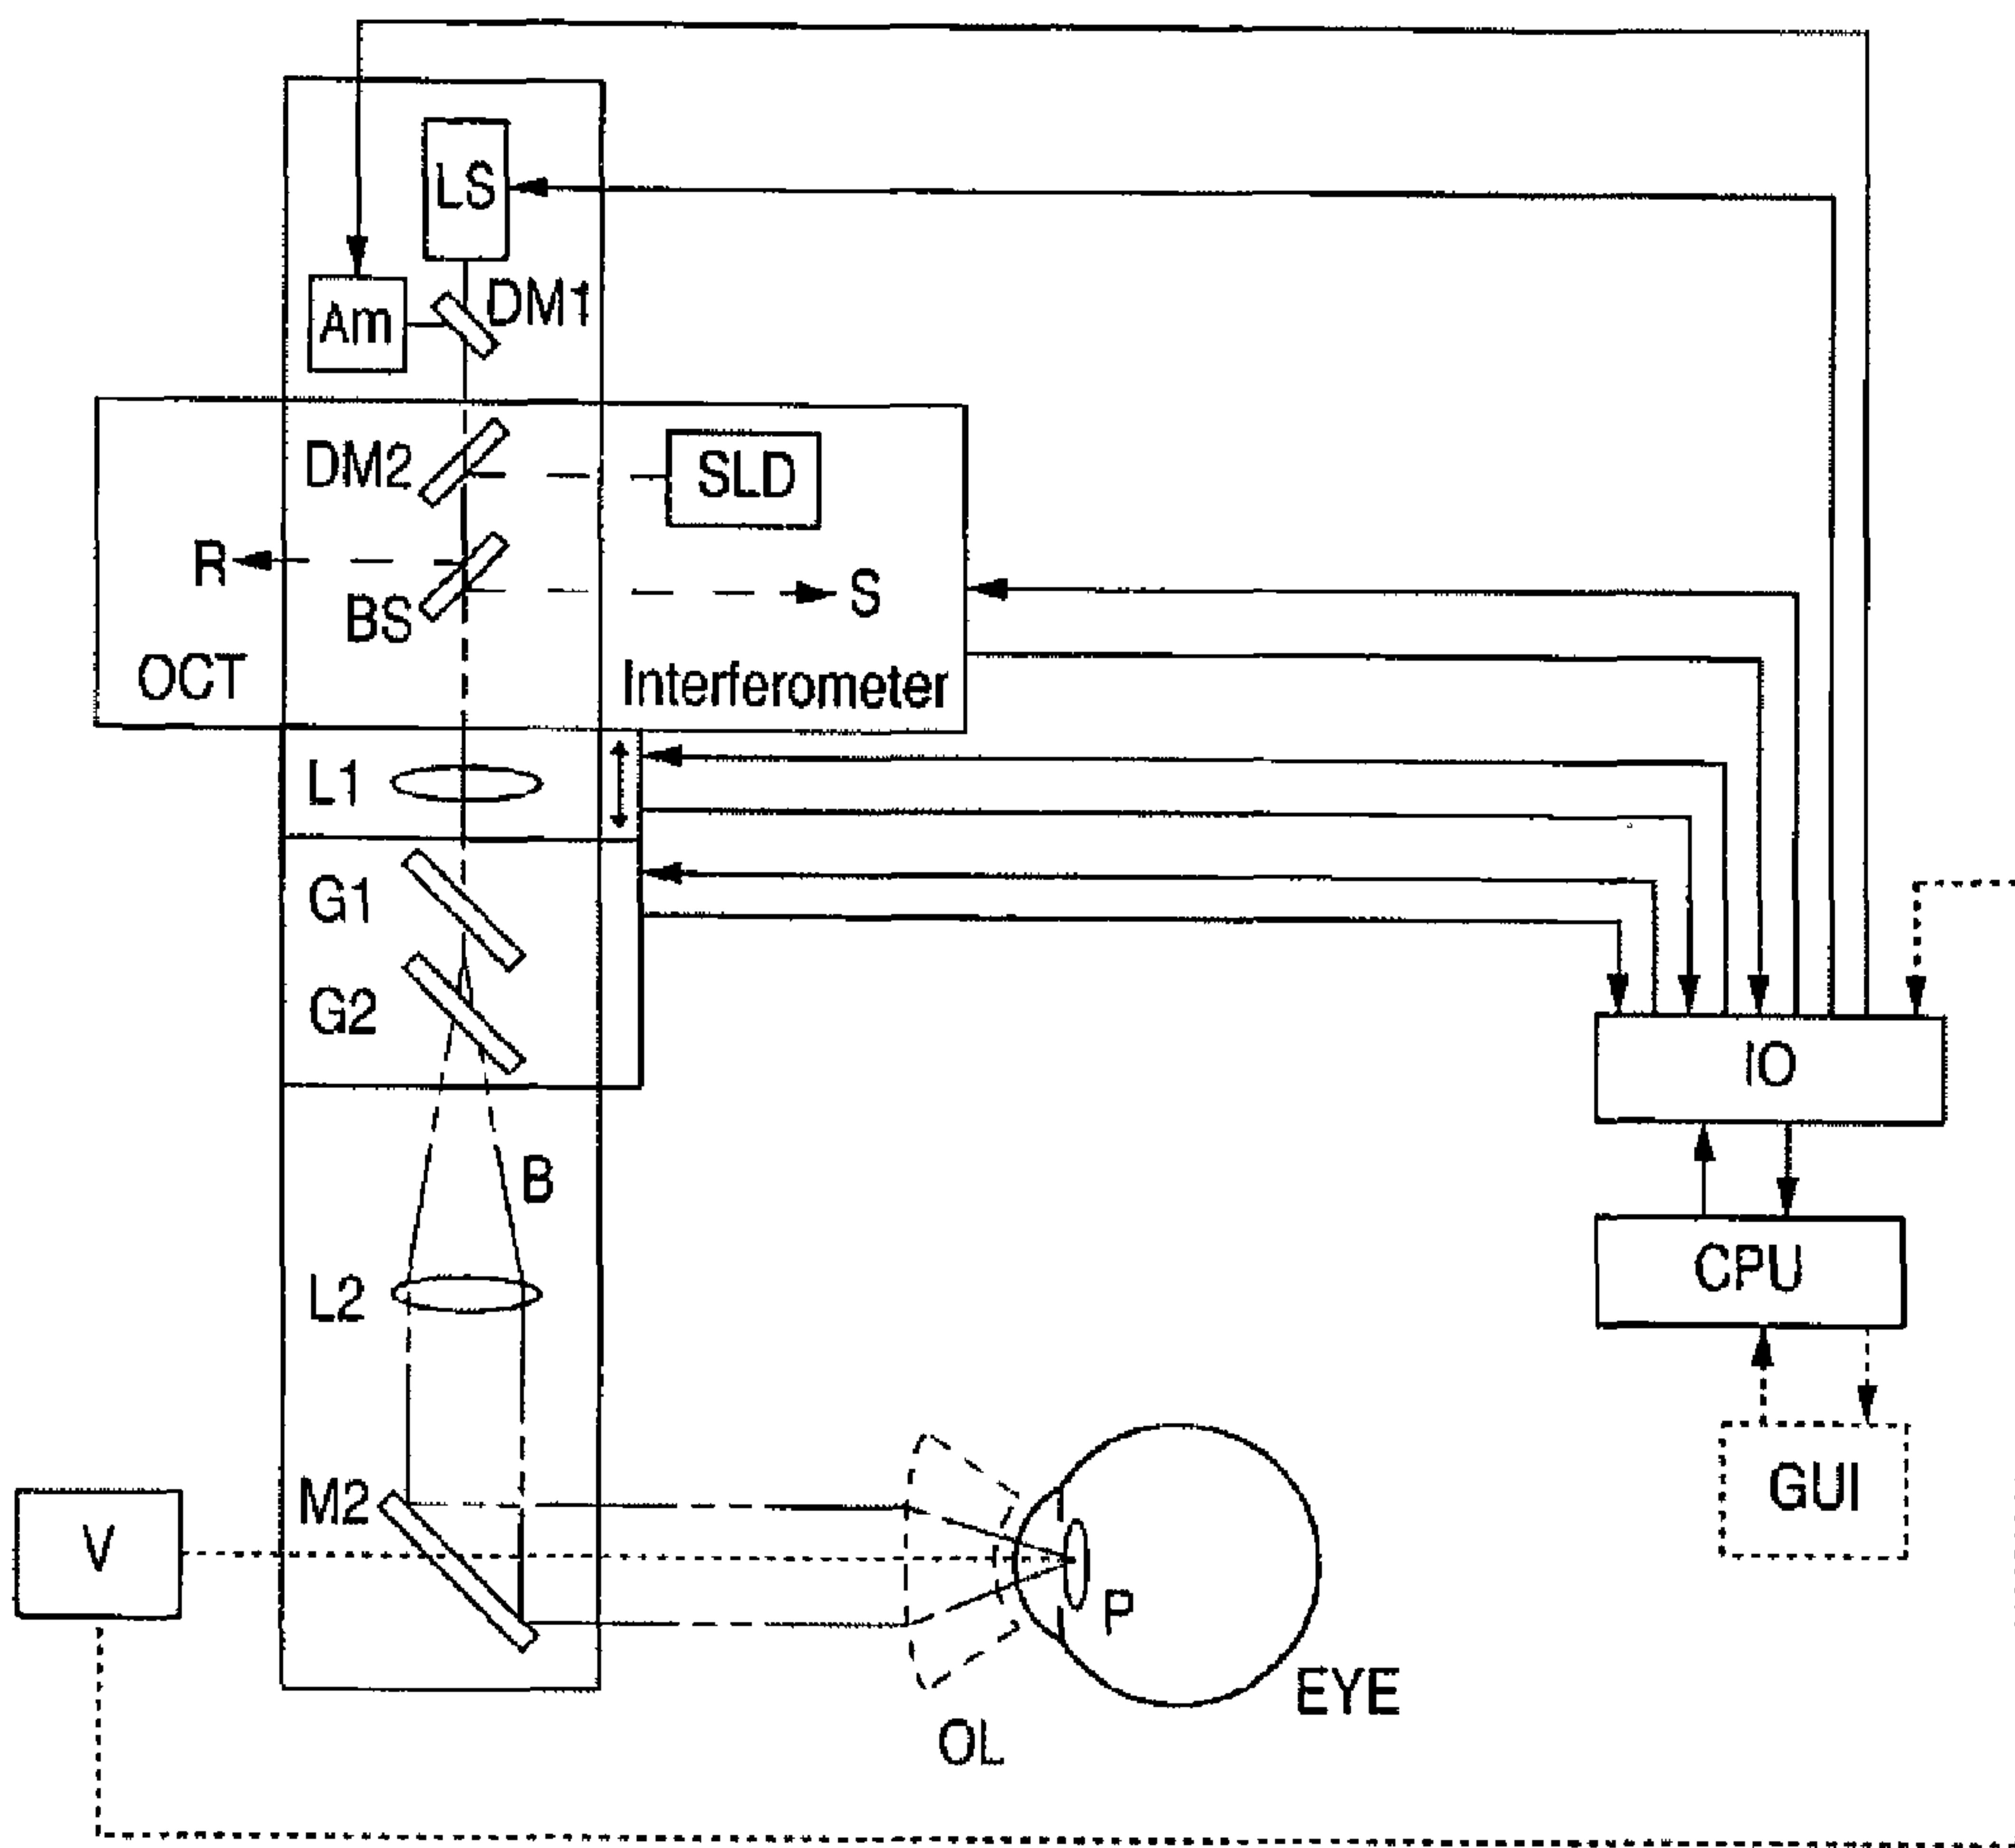 LS
DM1
Am
DM2
SLD
R
S
BS
OCT
Interferometer
L1
G1
G2
IO
B
CPU
L2
GUI
M2
V
P
EYE
OL